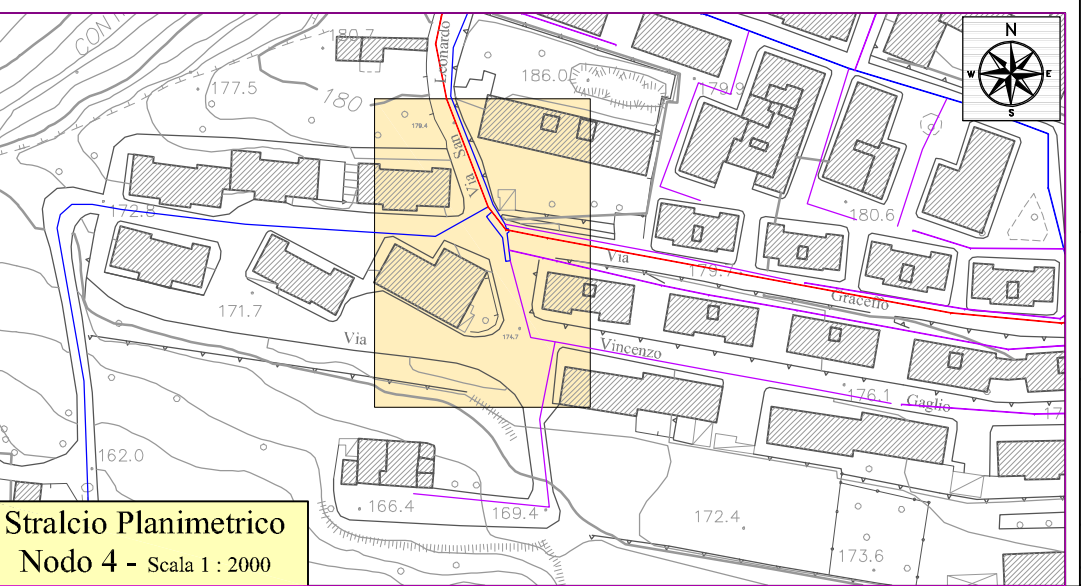 CONT
180.7
Leonardo
N
W
E
S
177.5
180
186.0
179.9
178.4
San
Via
172.8
180.6
Via
179.7
171.7
Gracello
Via
174.7
Vincenzo
176.1
Gaglio
17
162.0
166.4
169.4
172.4
173.6
Stralcio Planimetrico
Nodo 4 - Scala 1 : 2000